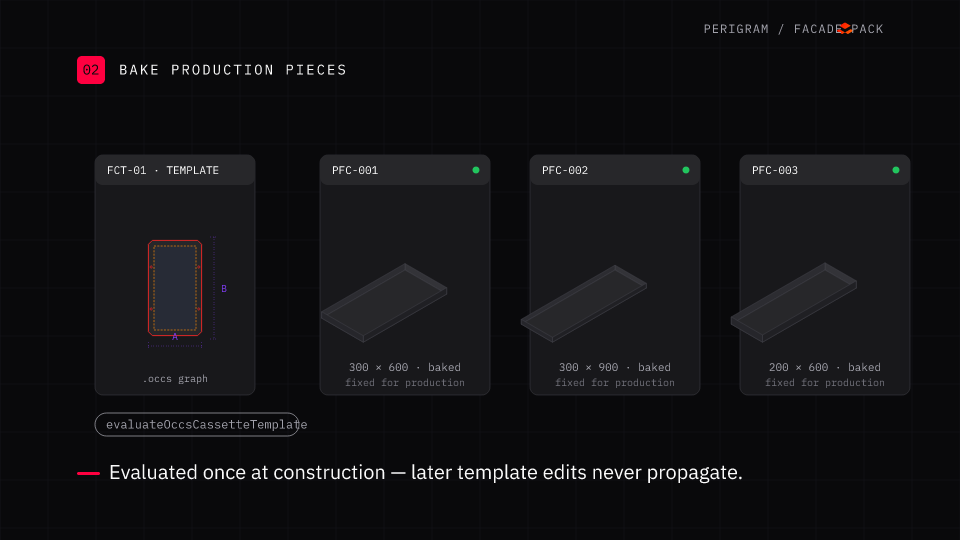 PERIGRAM / FACADE PACK
02 BAKE PRODUCTION PIECES
FCT-01 · TEMPLATE
B
A
.occs graph
PFC-001
300 × 600 · baked
fixed for production
PFC-002
300 × 900 · baked
fixed for production
PFC-003
200 × 600 · baked
fixed for production
evaluateOccsCassetteTemplate
Evaluated once at construction — later template edits never propagate.